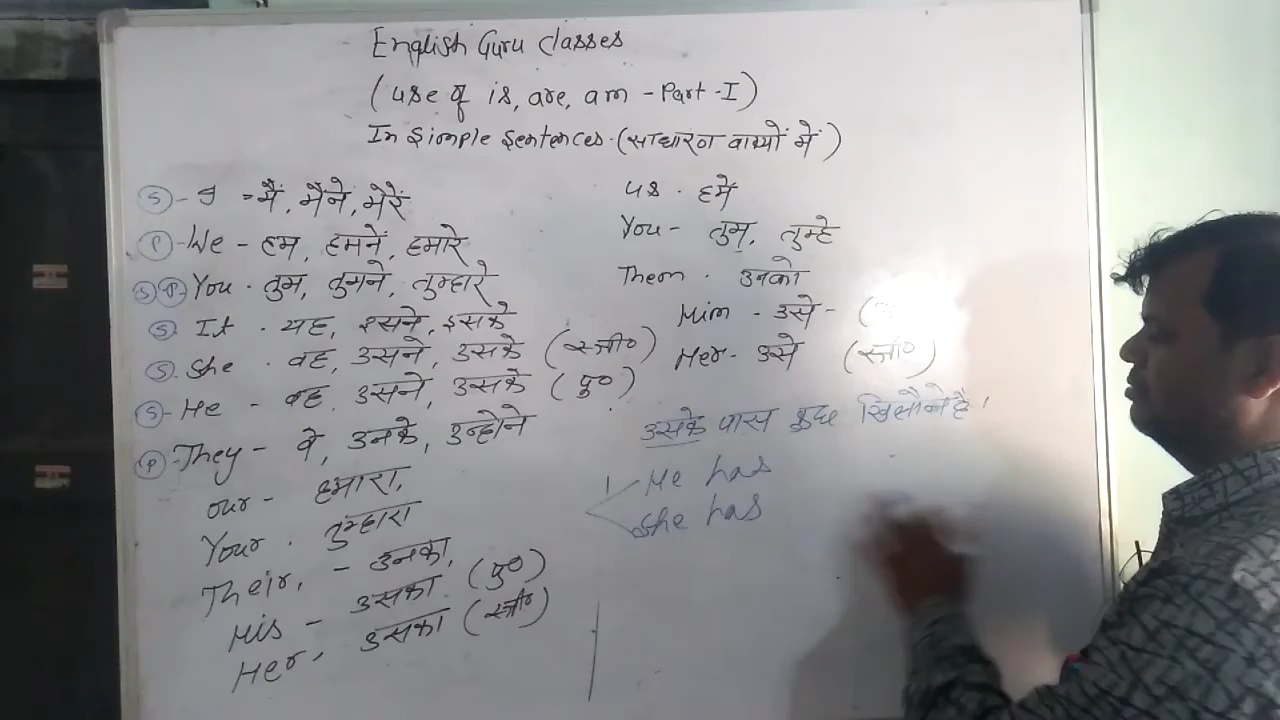 English Guru Classes
(use of is, are, am - Part - I)
In Simple Sentences. (साधारण वाक्यों में)
(S) - I = मैं, मैंने, मेरे
(P) - We - हम, हमने, हमारे
(S) (P) - You - तुम, तुमने, तुम्हारे
(S) It - यह, इसने, इसके
(S). She - वह, उसने, उसके (स्त्री०)
(S) - He - वह, उसने, उसके (पु०)
(P) - They - वे, उनके, उन्होने
our - हमारा,
Your - तुम्हारा
Their, - उनका,
His - उसका (पु०)
Her, उसका (स्त्री०)
us - हमें
You - तुम, तुम्हे
Them - उनको
Him - उसे - (
Her - उसे (स्त्री०)
उसके पास कुछ खिलौने है।
He has
She has